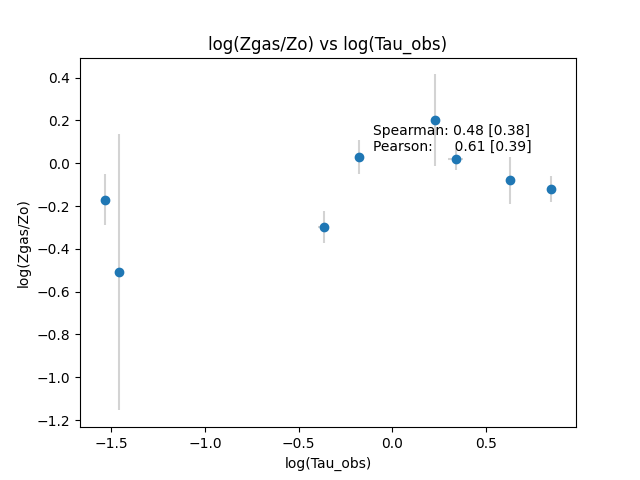 log(Zgas/Zo) vs log(Tau_obs)
0.4
0.2
0.0
−0.2
−0.4
−0.6
−0.8
−1.0
−1.2
Spearman: 0.48 [0.38]
Pearson: 0.61 [0.39]
log(Zgas/Zo)
−1.5
−1.0
−0.5
0.0
0.5
log(Tau_obs)